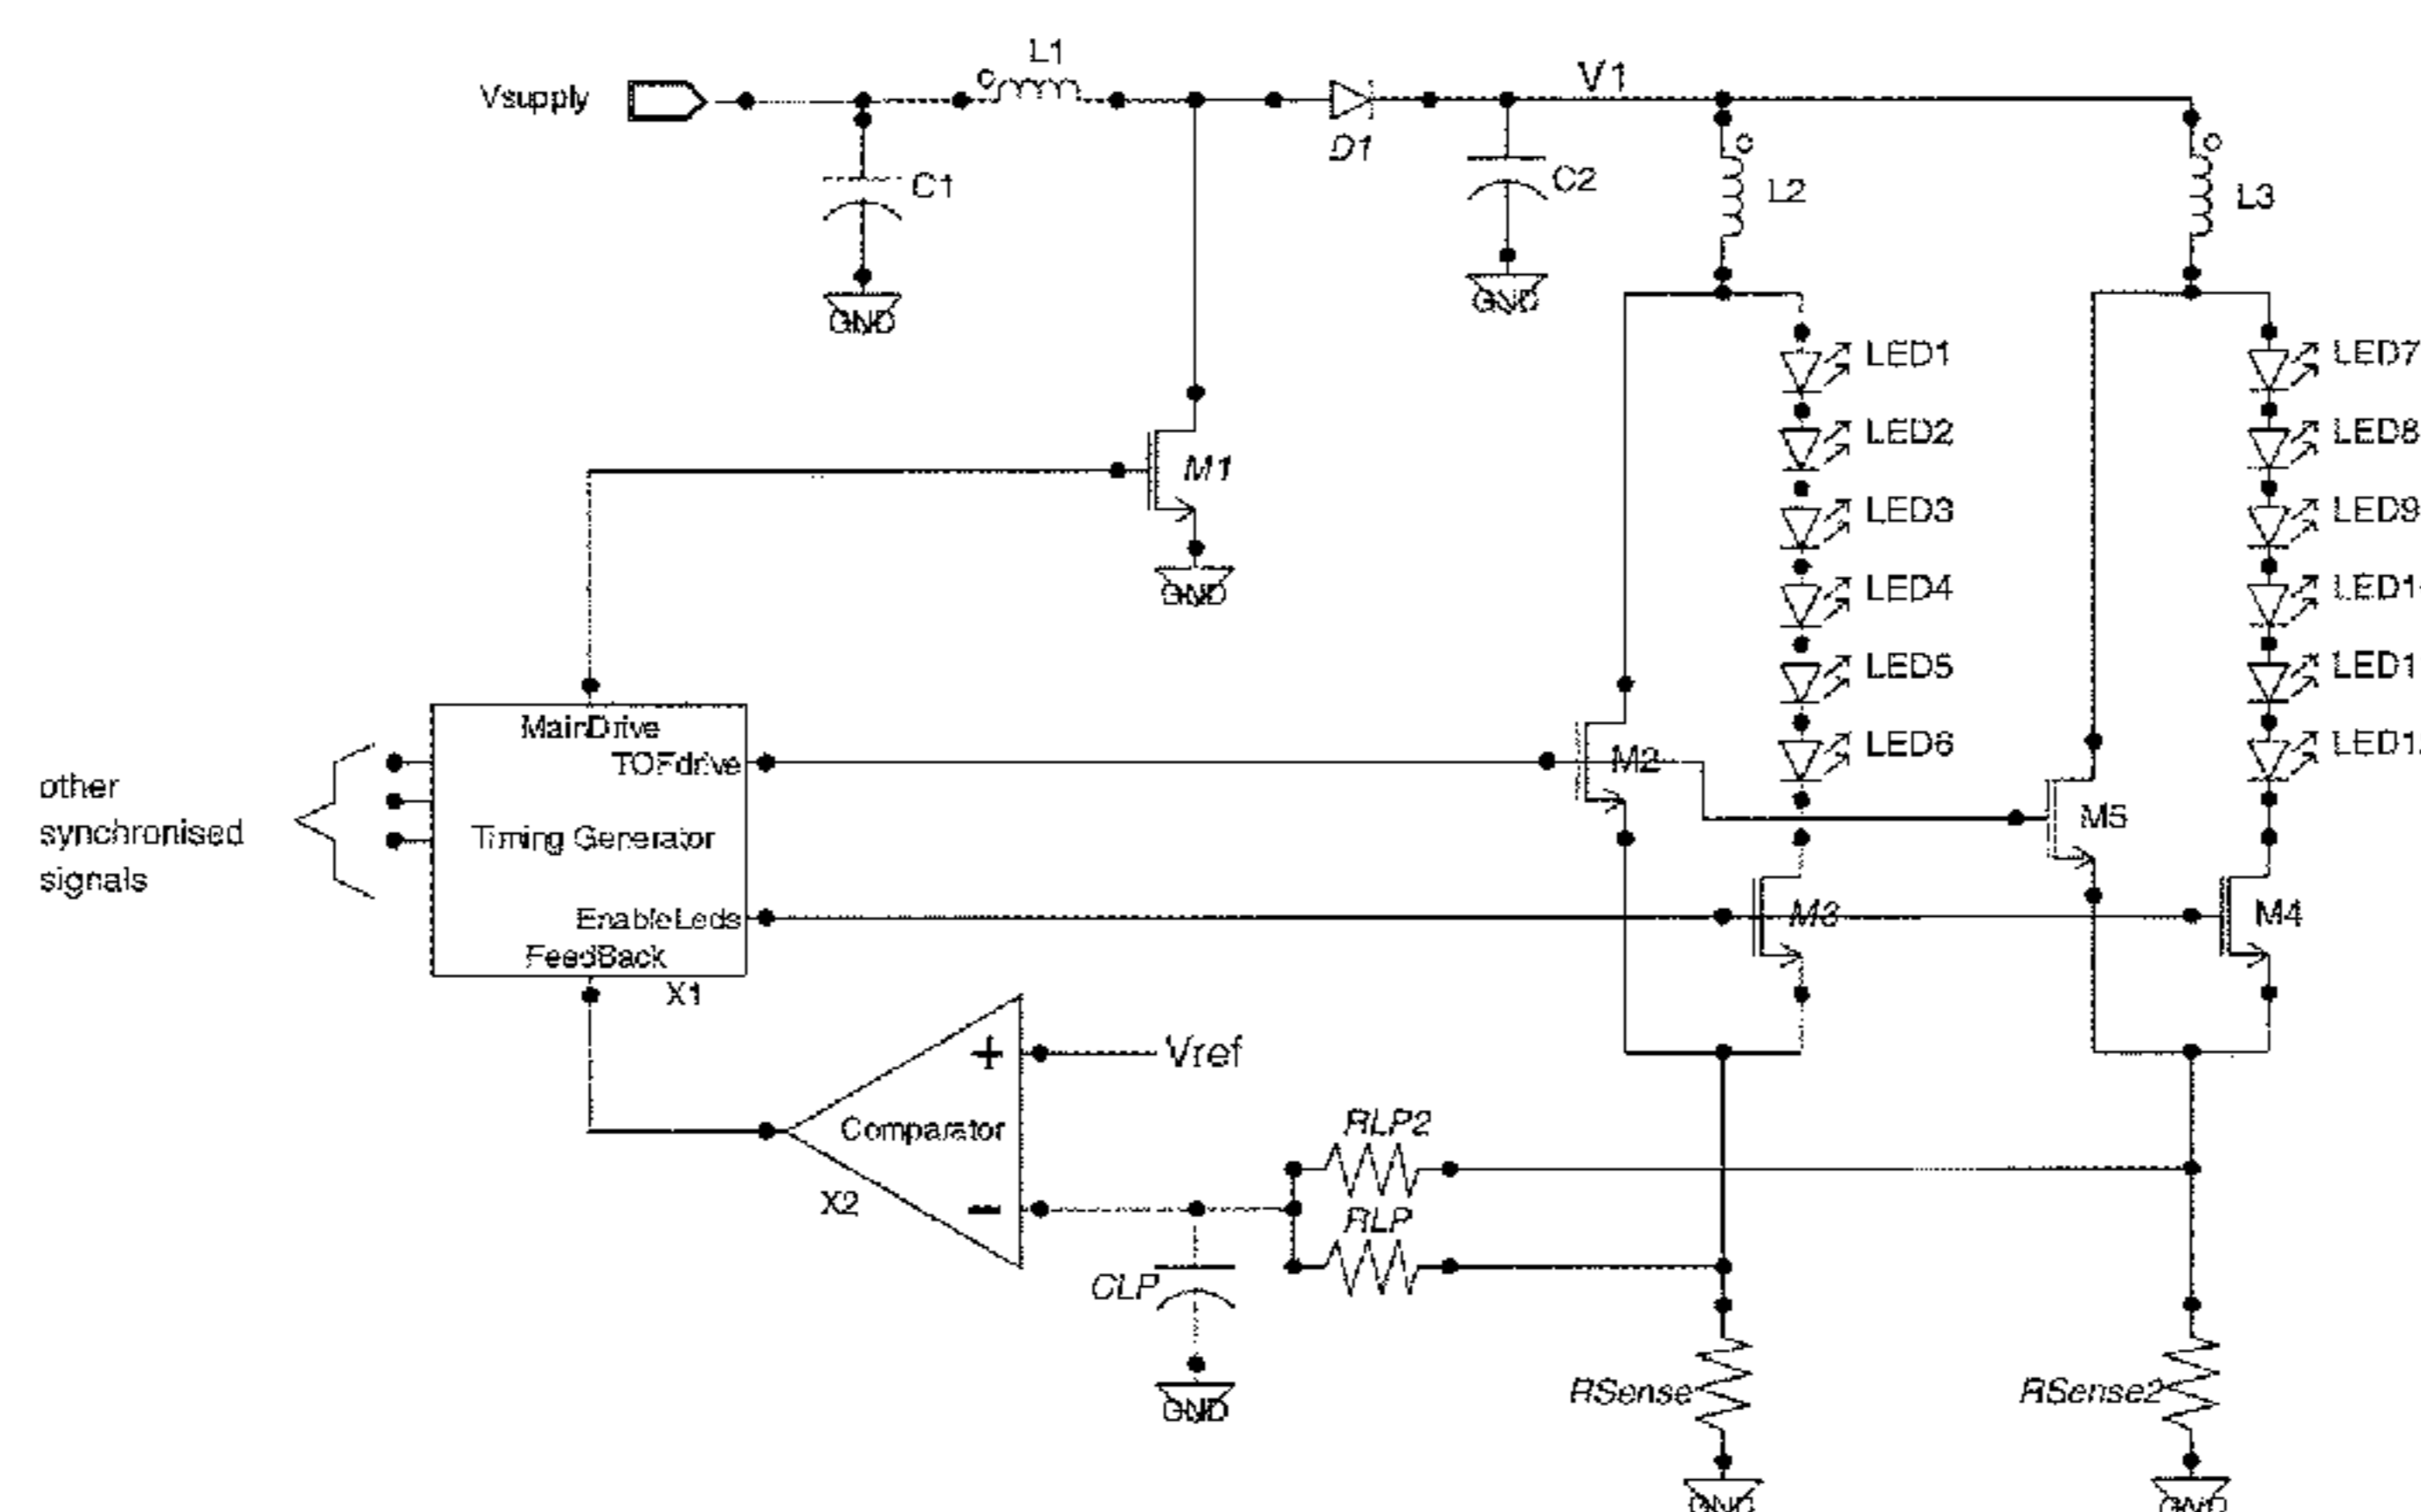 L1
Vsupply
V1
D1
C1
C2
L2
L3
GND
GND
LED1
LED7
LED2
LED8
M1
LED3
LED9
LED4
GND
LED5
MainDrive
TOFdrive
M2
LED6
other
synchronised
signals
Timing Generator
M5
EnableLeds
M3
M4
FeedBack
X1
+
Vref
Comparator
RLP2
X2
−
RLP
CLP
GND
RSense
RSense2
GND
GND